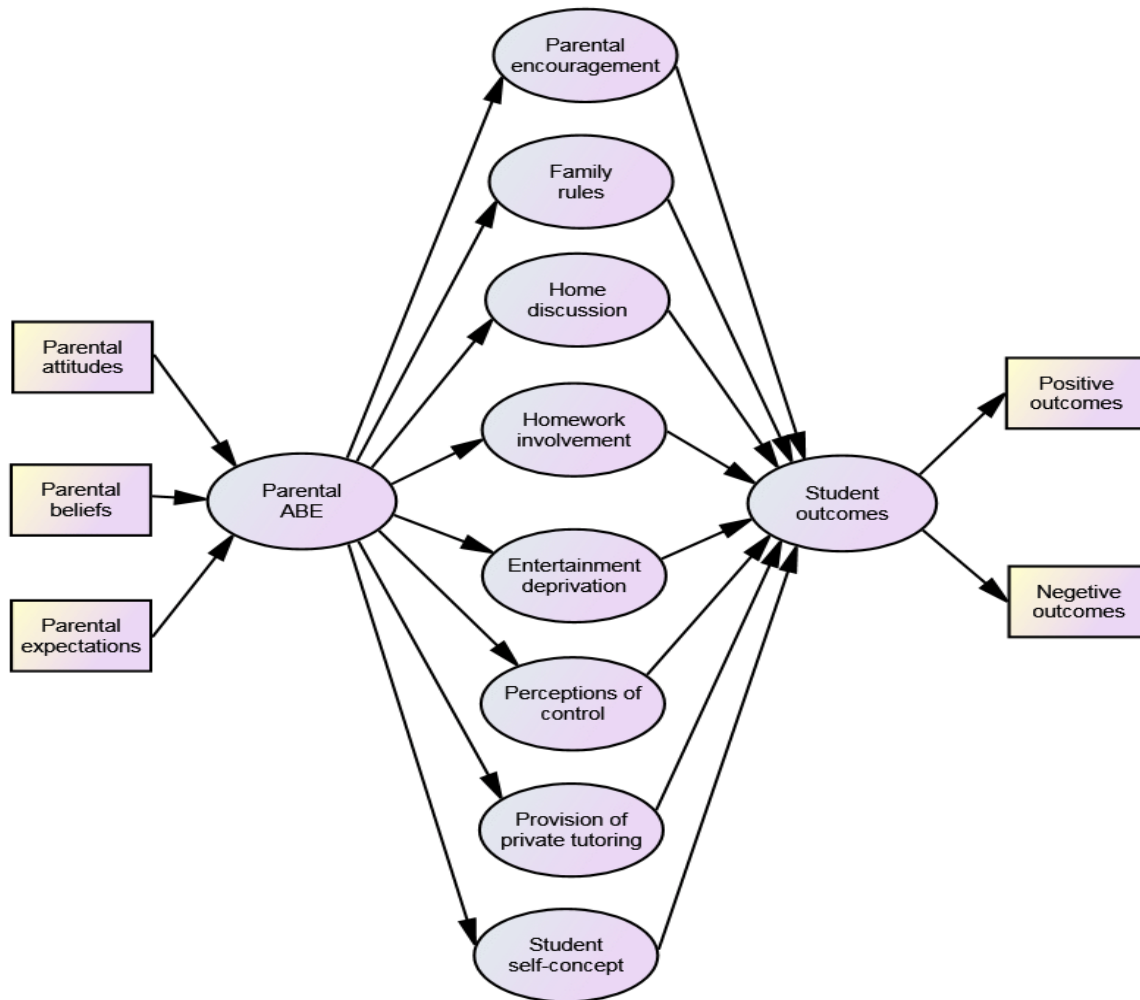 Parental
encouragement
Family
rules
Home
discussion
Parental
attitudes
Positive
outcomes
Homework
involvement
Parental
beliefs
Parental
ABE
Student
outcomes
Entertainment
deprivation
Negetive
outcomes
Parental
expectations
Perceptions of
control
Provision of
private tutoring
Student
self-concept